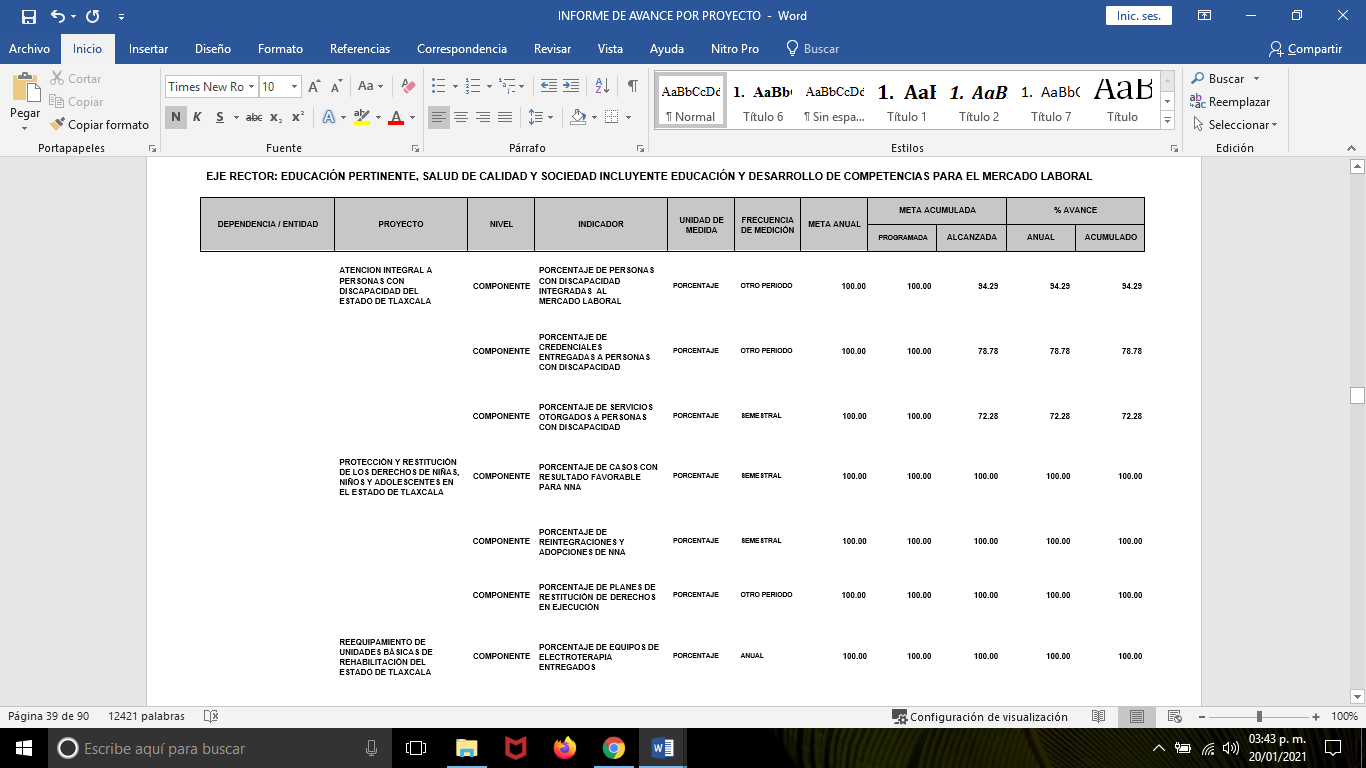 INFORME DE AVANCE POR PROYECTO - Word
Inic. ses.
Archivo Inicio Insertar Diseño Formato Referencias Correspondencia Revisar Vista Ayuda Nitro Pro Buscar Compartir
Pegar
Cortar
Copiar
Copiar formato
Portapapeles
Times New Ro 10
N K S abc x₂ x²
Fuente
Párrafo
AaBbCcDd 1. AaBb( AaBbCcDd 1. AaI 1. AaB 1. AaBb( AaB
¶ Normal Título 6 ¶ Sin espa... Título 1 Título 2 Título 7 Título
Estilos
Buscar
Reemplazar
Seleccionar
Edición
EJE RECTOR: EDUCACIÓN PERTINENTE, SALUD DE CALIDAD Y SOCIEDAD INCLUYENTE EDUCACIÓN Y DESARROLLO DE COMPETENCIAS PARA EL MERCADO LABORAL
DEPENDENCIA / ENTIDAD PROYECTO NIVEL INDICADOR UNIDAD DE MEDIDA FRECUENCIA DE MEDICIÓN META ANUAL META ACUMULADA % AVANCE
PROGRAMADA ALCANZADA ANUAL ACUMULADO
ATENCION INTEGRAL A
PERSONAS CON
DISCAPACIDAD DEL
ESTADO DE TLAXCALA
COMPONENTE
PORCENTAJE DE PERSONAS
CON DISCAPACIDAD
INTEGRADAS AL
MERCADO LABORAL
PORCENTAJE OTRO PERIODO 100.00 100.00 94.29 94.29 94.29
COMPONENTE
PORCENTAJE DE
CREDENCIALES
ENTREGADAS A PERSONAS
CON DISCAPACIDAD
PORCENTAJE OTRO PERIODO 100.00 100.00 78.78 78.78 78.78
COMPONENTE
PORCENTAJE DE SERVICIOS
OTORGADOS A PERSONAS
CON DISCAPACIDAD
PORCENTAJE SEMESTRAL 100.00 100.00 72.28 72.28 72.28
PROTECCIÓN Y RESTITUCIÓN
DE LOS DERECHOS DE NIÑAS,
NIÑOS Y ADOLESCENTES EN
EL ESTADO DE TLAXCALA
COMPONENTE
PORCENTAJE DE CASOS CON
RESULTADO FAVORABLE
PARA NNA
PORCENTAJE SEMESTRAL 100.00 100.00 100.00 100.00 100.00
COMPONENTE
PORCENTAJE DE
REINTEGRACIONES Y
ADOPCIONES DE NNA
PORCENTAJE SEMESTRAL 100.00 100.00 100.00 100.00 100.00
COMPONENTE
PORCENTAJE DE PLANES DE
RESTITUCIÓN DE DERECHOS
EN EJECUCIÓN
PORCENTAJE OTRO PERIODO 100.00 100.00 100.00 100.00 100.00
REEQUIPAMIENTO DE
UNIDADES BÁSICAS DE
REHABILITACIÓN DEL
ESTADO DE TLAXCALA
COMPONENTE
PORCENTAJE DE EQUIPOS DE
ELECTROTERAPIA
ENTREGADOS
PORCENTAJE ANUAL 100.00 100.00 100.00 100.00 100.00
Página 39 de 90 12421 palabras Configuración de visualización 100%
Escribe aquí para buscar
03:43 p. m.
20/01/2021